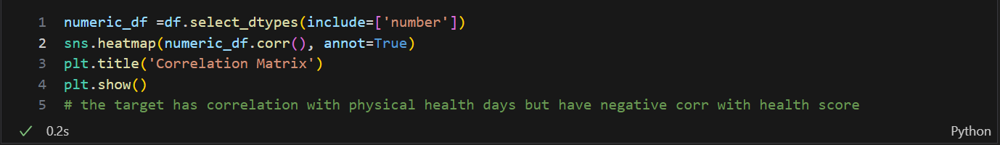 1 numeric_df =df.select_dtypes(include=['number'])
2 sns.heatmap(numeric_df.corr(), annot=True)
3 plt.title('Correlation Matrix')
4 plt.show()
5 # the target has correlation with physical health days but have negative corr with health score
✓ 0.2s Python